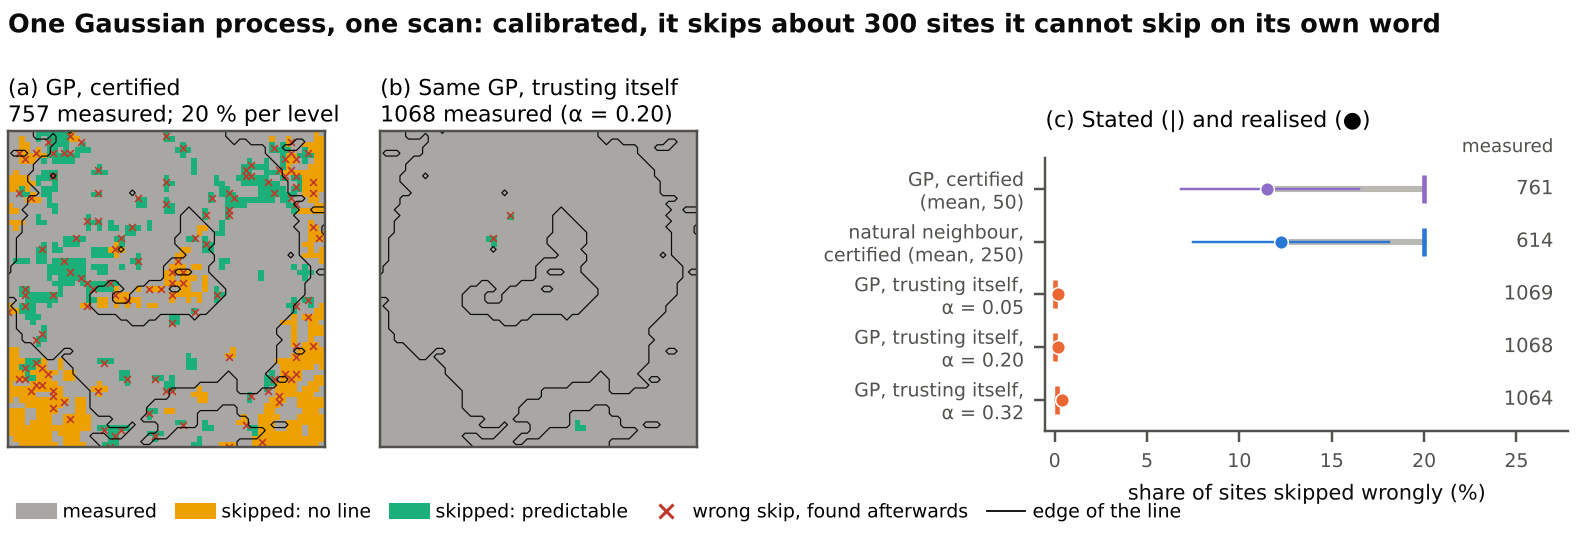 One Gaussian process, one scan: calibrated, it skips about 300 sites it cannot skip on its own word
(a) GP, certified
757 measured; 20 % per level
(b) Same GP, trusting itself
1068 measured (α = 0.20)
(c) Stated (|) and realised (●)
measured
GP, certified
(mean, 50)
761
natural neighbour,
certified (mean, 250)
614
GP, trusting itself,
α = 0.05
1069
GP, trusting itself,
α = 0.20
1068
GP, trusting itself,
α = 0.32
1064
0 5 10 15 20 25
share of sites skipped wrongly (%)
measured
skipped: no line
skipped: predictable
wrong skip, found afterwards
edge of the line